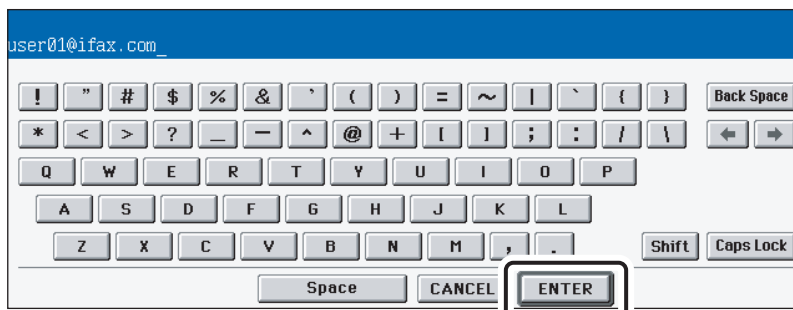 user01@ifax.com_
! " # $ % & ' ( ) = ~ | ` { } Back Space
* < > ? _ - ^ @ + [ ] ; : / \ ← →
Q W E R T Y U I O P
A S D F G H J K L
Z X C V B N M , . Shift Caps Lock
Space CANCEL ENTER